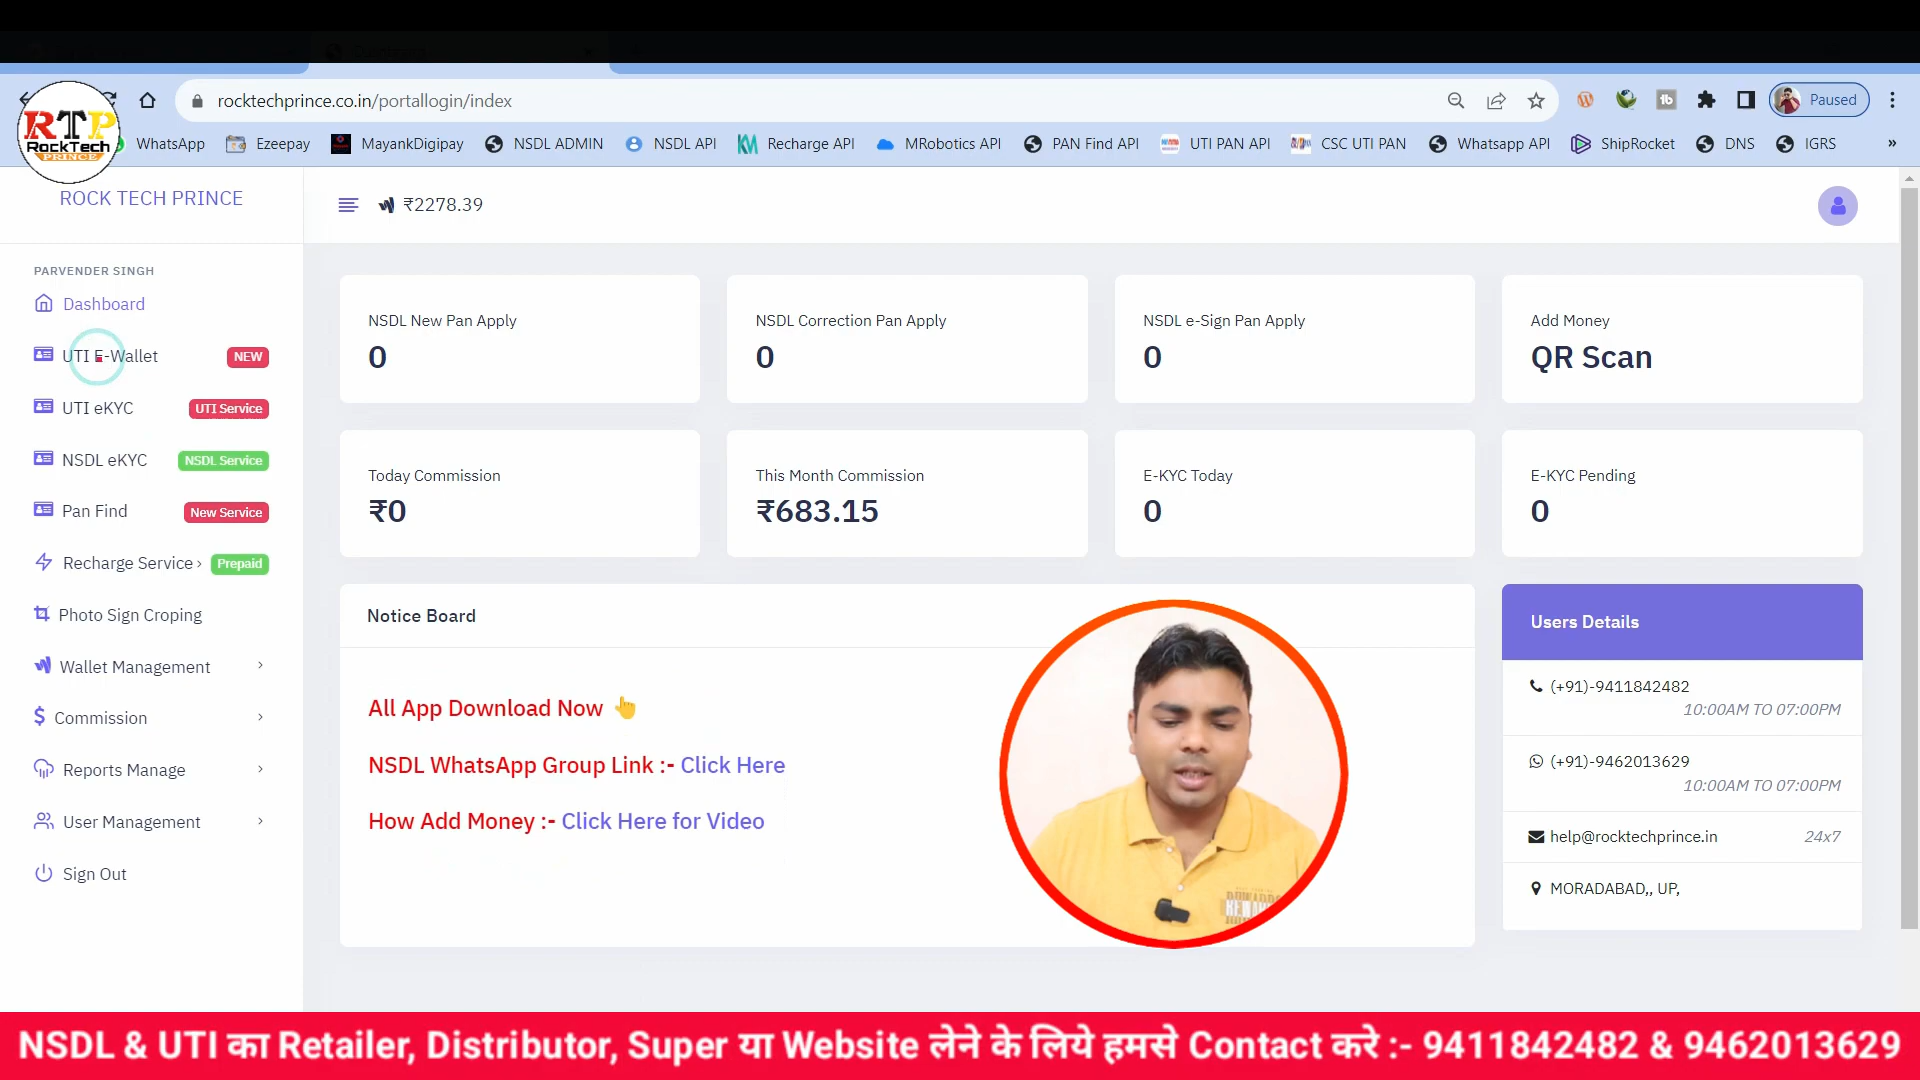 rocktechprince.co.in/portallogin/index
Paused
WhatsApp
Ezeepay
MayankDigipay
NSDL ADMIN
NSDL API
Recharge API
MRobotics API
PAN Find API
UTI PAN API
CSC UTI PAN
Whatsapp API
ShipRocket
DNS
IGRS
»
RTP
RockTech
PRINCE
ROCK TECH PRINCE
₹2278.39
PARVENDER SINGH
Dashboard
UTI E-Wallet NEW
UTI eKYC UTI Service
NSDL eKYC NSDL Service
Pan Find New Service
Recharge Service Prepaid
Photo Sign Croping
Wallet Management
Commission
Reports Manage
User Management
Sign Out
NSDL New Pan Apply
0
NSDL Correction Pan Apply
0
NSDL e-Sign Pan Apply
0
Add Money
QR Scan
Today Commission
₹0
This Month Commission
₹683.15
E-KYC Today
0
E-KYC Pending
0
Notice Board
All App Download Now 👆
NSDL WhatsApp Group Link :- Click Here
How Add Money :- Click Here for Video
Users Details
(+91)-9411842482
10:00AM TO 07:00PM
(+91)-9462013629
10:00AM TO 07:00PM
help@rocktechprince.in 24x7
MORADABAD,, UP,
NSDL & UTI का Retailer, Distributor, Super या Website लेने के लिये हमसे Contact करे :- 9411842482 & 9462013629